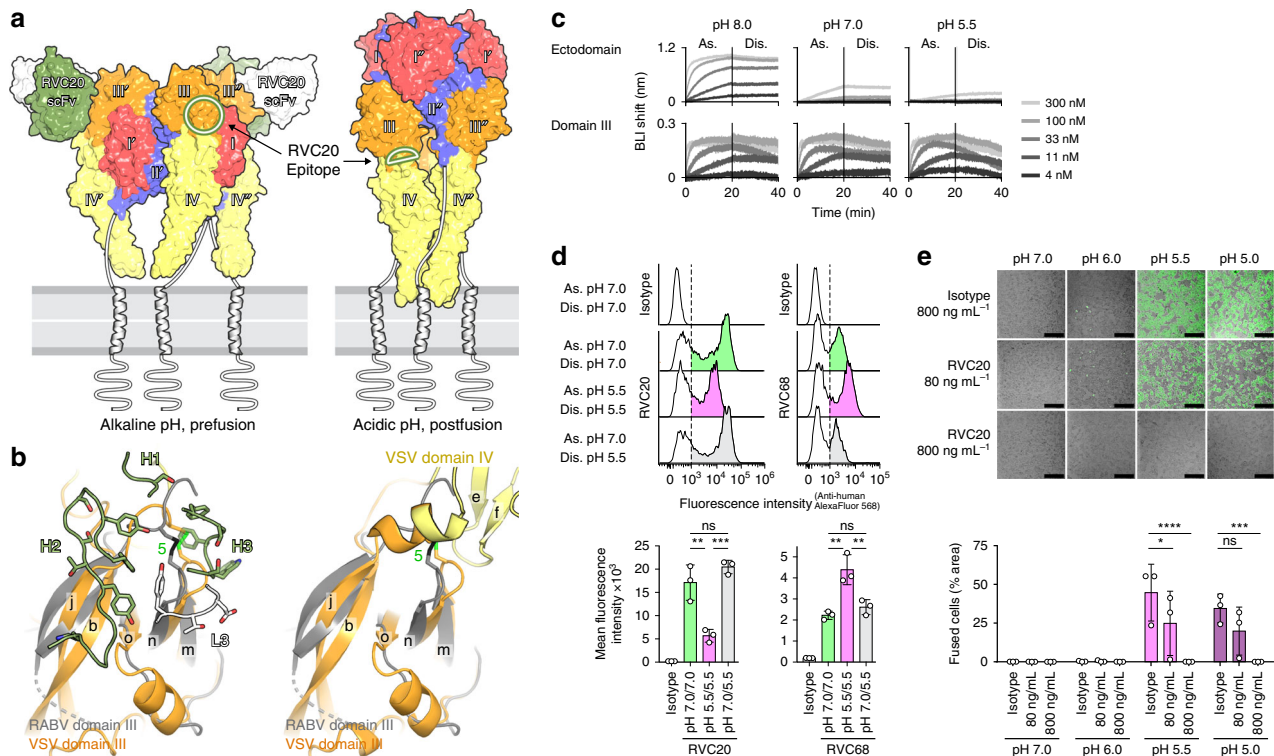 a
RVC20
scFv
III′
III
III″
RVC20
scFv
I′
II′
I
IV′
IV
IV″
RVC20
Epitope
Alkaline pH, prefusion
I
I″
I′
II″
III
III″
IV
IV″
Acidic pH, postfusion
b
H1
H2
H3
5
j
b
o
n
m
L3
RABV domain III
VSV domain III
VSV domain IV
e
f
5
j
b
o
n
m
RABV domain III
VSV domain III
c
pH 8.0
pH 7.0
pH 5.5
Ectodomain
Domain III
As. Dis.
As. Dis.
As. Dis.
BLI shift (nm)
1.2
0
0.3
0
0 20 40
0 20 40
0 20 40
Time (min)
300 nM
100 nM
33 nM
11 nM
4 nM
d
As. pH 7.0
Dis. pH 7.0
As. pH 7.0
Dis. pH 7.0
As. pH 5.5
Dis. pH 5.5
As. pH 7.0
Dis. pH 5.5
Isotype
RVC20
Isotype
RVC68
0 10³ 10⁴ 10⁵ 10⁶
0 10³ 10⁴ 10⁵
Fluorescence intensity (Anti-human AlexaFluor 568)
Mean fluorescence
intensity ×10³
25
20
15
10
5
0
ns
** ***
Isotype
pH 7.0/7.0
pH 5.5/5.5
pH 7.0/5.5
RVC20
6
5
4
3
2
1
0
ns
** **
Isotype
pH 7.0/7.0
pH 5.5/5.5
pH 7.0/5.5
RVC68
e
pH 7.0
pH 6.0
pH 5.5
pH 5.0
Isotype
800 ng mL⁻¹
RVC20
80 ng mL⁻¹
RVC20
800 ng mL⁻¹
Fused cells (% area)
75
50
25
0
****
*
***
ns
Isotype
80 ng/mL
800 ng/mL
pH 7.0
Isotype
80 ng/mL
800 ng/mL
pH 6.0
Isotype
80 ng/mL
800 ng/mL
pH 5.5
Isotype
80 ng/mL
800 ng/mL
pH 5.0